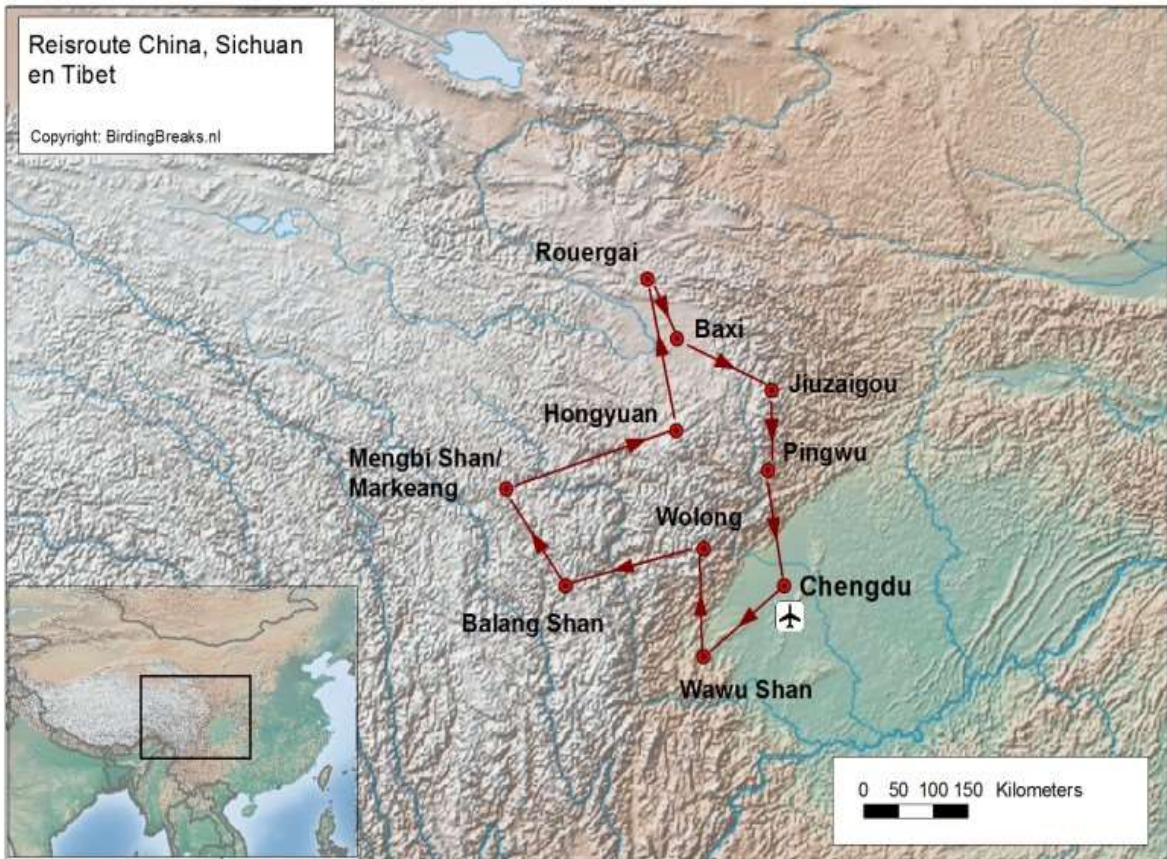 Reisroute China, Sichuan
en Tibet
Copyright: BirdingBreaks.nl
Rouergai
Baxi
Jiuzaigou
Hongyuan
Mengbi Shan/
Markeang
Pingwu
Wolong
Chengdu
Balang Shan
Wawu Shan
0 50 100 150 Kilometers